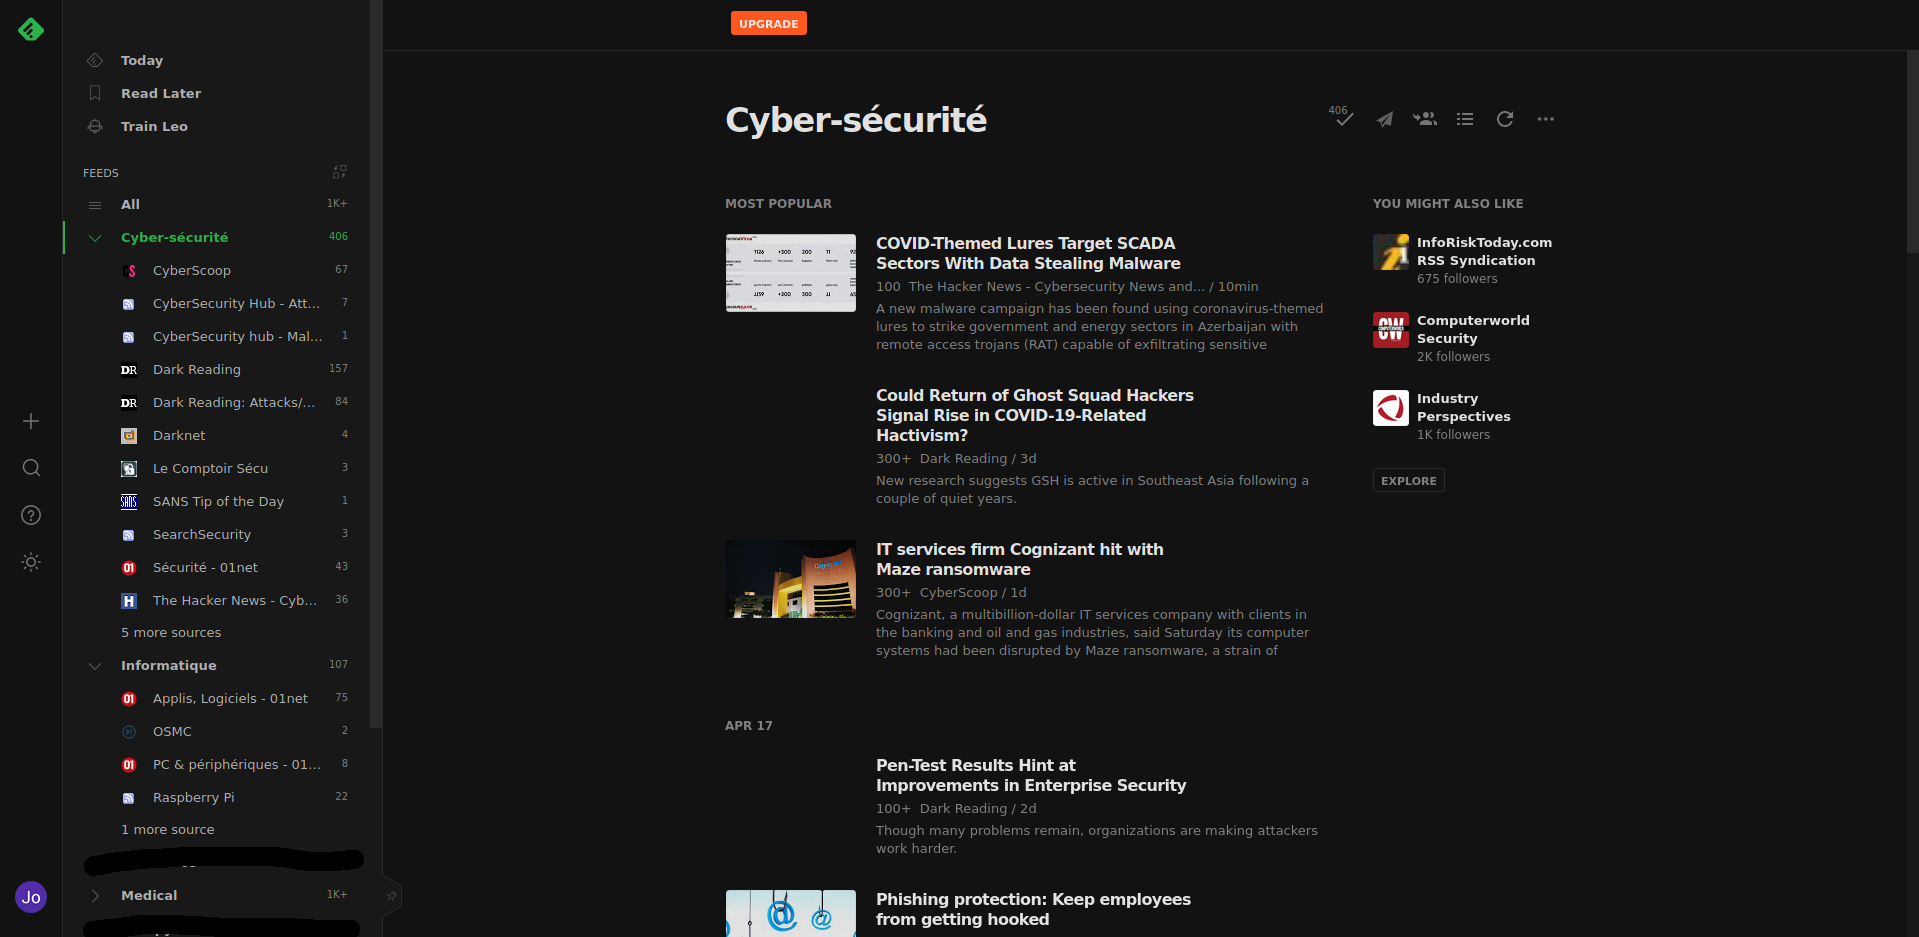 UPGRADE
Today
Read Later
Train Leo
FEEDS
All 1K+
Cyber-sécurité 406
CyberScoop 67
CyberSecurity Hub - Att... 7
CyberSecurity hub - Mal... 1
Dark Reading 157
Dark Reading: Attacks/... 84
Darknet 4
Le Comptoir Sécu 3
SANS Tip of the Day 1
SearchSecurity 3
Sécurité - 01net 43
The Hacker News - Cyb... 36
5 more sources
Informatique 107
Applis, Logiciels - 01net 75
OSMC 2
PC & périphériques - 01... 8
Raspberry Pi 22
1 more source
Medical 1K+
Jo
Cyber-sécurité
406
MOST POPULAR
COVID-Themed Lures Target SCADA
Sectors With Data Stealing Malware
100 The Hacker News - Cybersecurity News and... / 10min
A new malware campaign has been found using coronavirus-themed
lures to strike government and energy sectors in Azerbaijan with
remote access trojans (RAT) capable of exfiltrating sensitive
Could Return of Ghost Squad Hackers
Signal Rise in COVID-19-Related
Hactivism?
300+ Dark Reading / 3d
New research suggests GSH is active in Southeast Asia following a
couple of quiet years.
IT services firm Cognizant hit with
Maze ransomware
300+ CyberScoop / 1d
Cognizant, a multibillion-dollar IT services company with clients in
the banking and oil and gas industries, said Saturday its computer
systems had been disrupted by Maze ransomware, a strain of
APR 17
Pen-Test Results Hint at
Improvements in Enterprise Security
100+ Dark Reading / 2d
Though many problems remain, organizations are making attackers
work harder.
Phishing protection: Keep employees
from getting hooked
YOU MIGHT ALSO LIKE
InfoRiskToday.com
RSS Syndication
675 followers
Computerworld
Security
2K followers
Industry
Perspectives
1K followers
EXPLORE